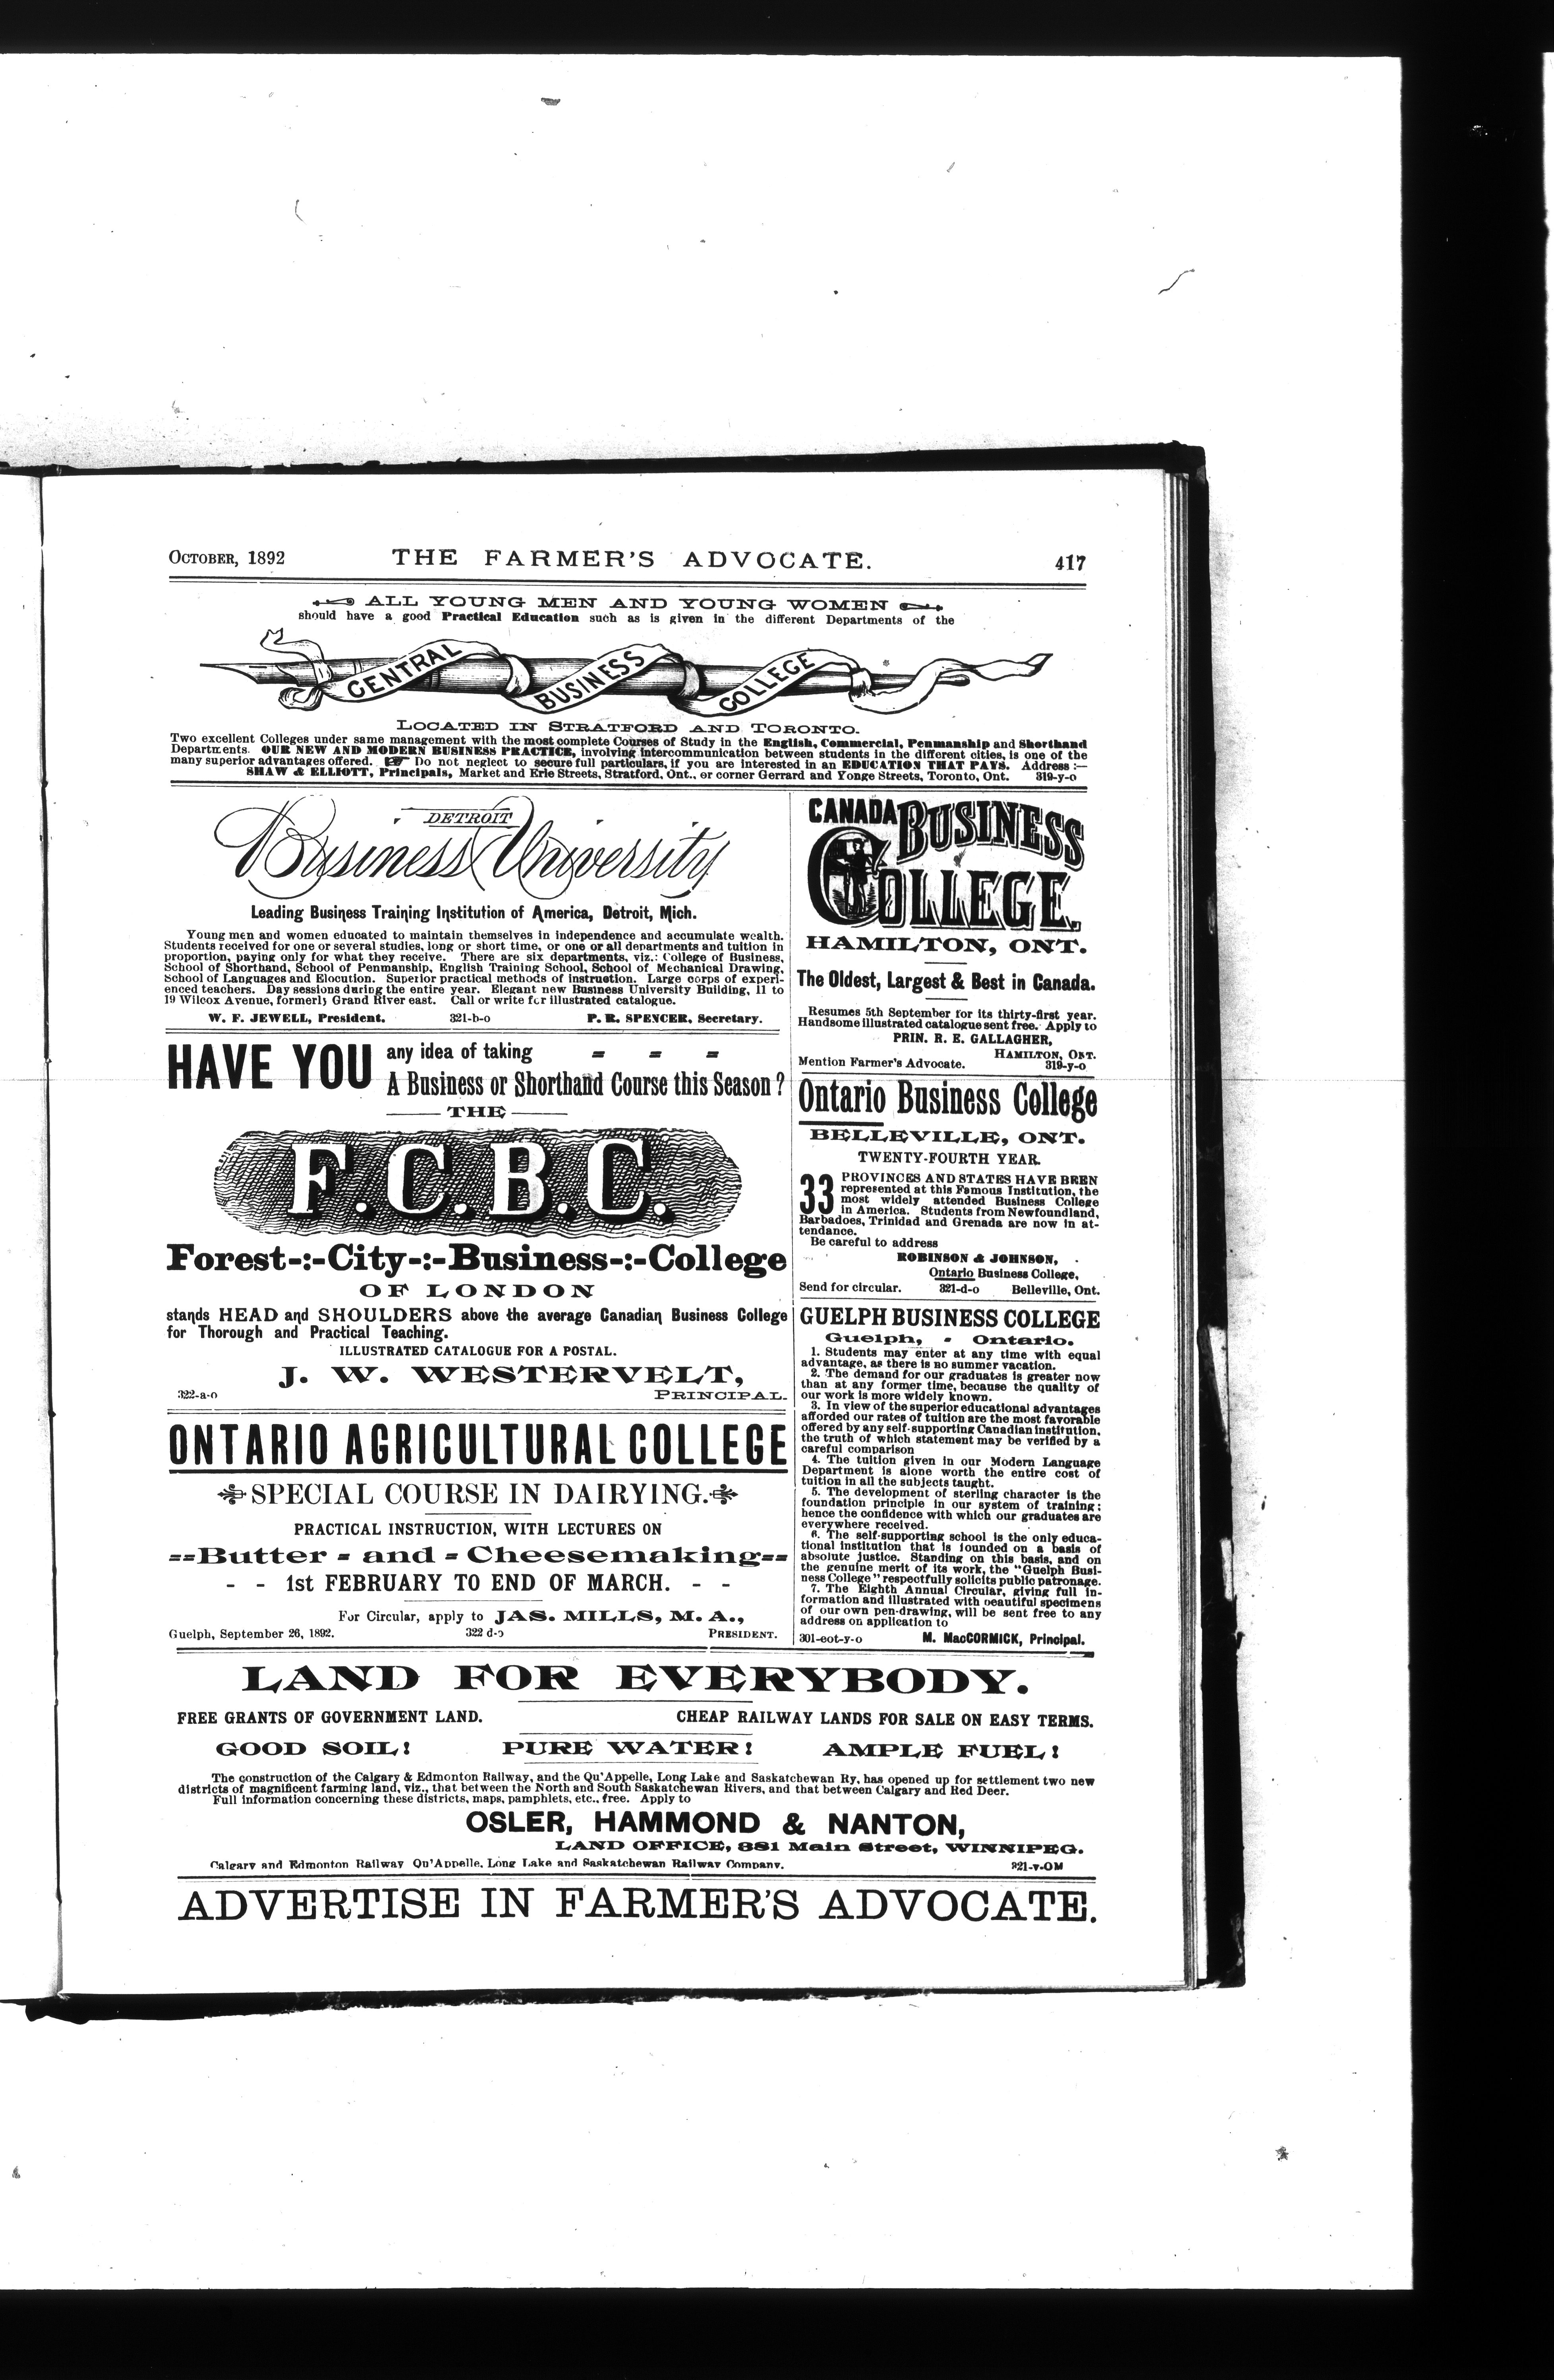 OCTOBER, 1892 THE FARMER'S ADVOCATE. 417
ALL YOUNG MEN AND YOUNG WOMEN
should have a good Practical Education such as is given in the different Departments of the
CENTRAL BUSINESS COLLEGE
LOCATED IN STRATFORD AND TORONTO.
Two excellent Colleges under same management with the most complete Courses of Study in the English, Commercial, Penmanship and Shorthand
Departments. OUR NEW AND MODERN BUSINESS PRACTICE, involving intercommunication between students in the different cities, is one of the
many superior advantages offered. ☞ Do not neglect to secure full particulars, if you are interested in an EDUCATION THAT PAYS. Address :—
SHAW & ELLIOTT, Principals, Market and Erie Streets, Stratford, Ont., or corner Gerrard and Yonge Streets, Toronto, Ont. 319-y-o
DETROIT
Business University
Leading Business Training Institution of America, Detroit, Mich.
Young men and women educated to maintain themselves in independence and accumulate wealth.
Students received for one or several studies, long or short time, or one or all departments and tuition in
proportion, paying only for what they receive. There are six departments, viz.: College of Business,
School of Shorthand, School of Penmanship, English Training School, School of Mechanical Drawing,
School of Languages and Elocution. Superior practical methods of instruction. Large corps of experi-
enced teachers. Day sessions during the entire year. Elegant new Business University Building, 11 to
19 Wilcox Avenue, formerly Grand River east. Call or write for illustrated catalogue.
W. F. JEWELL, President. 321-b-o P. R. SPENCER, Secretary.
HAVE YOU any idea of taking = = =
A Business or Shorthand Course this Season?
THE
F.C.B.C.
Forest-:-City-:-Business-:-College
OF LONDON
stands HEAD and SHOULDERS above the average Canadian Business College
for Thorough and Practical Teaching.
ILLUSTRATED CATALOGUE FOR A POSTAL.
J. W. WESTERVELT,
322-a-o PRINCIPAL.
ONTARIO AGRICULTURAL COLLEGE
SPECIAL COURSE IN DAIRYING.
PRACTICAL INSTRUCTION, WITH LECTURES ON
==Butter = and = Cheesemaking==
- - 1st FEBRUARY TO END OF MARCH. - -
For Circular, apply to JAS. MILLS, M. A.,
Guelph, September 26, 1892. 322 d-o PRESIDENT.
CANADA BUSINESS
COLLEGE.
HAMILTON, ONT.
The Oldest, Largest & Best in Canada.
Resumes 5th September for its thirty-first year.
Handsome illustrated catalogue sent free. Apply to
PRIN. R. E. GALLAGHER,
HAMILTON, ONT.
Mention Farmer's Advocate. 319-y-o
Ontario Business College
BELLEVILLE, ONT.
TWENTY-FOURTH YEAR.
33 PROVINCES AND STATES HAVE BEEN
represented at this Famous Institution, the
most widely attended Business College
in America. Students from Newfoundland,
Barbadoes, Trinidad and Grenada are now in at-
tendance.
Be careful to address
ROBINSON & JOHNSON,
Ontario Business College,
Send for circular. 321-d-o Belleville, Ont.
GUELPH BUSINESS COLLEGE
Guelph, - Ontario.
1. Students may enter at any time with equal
advantage, as there is no summer vacation.
2. The demand for our graduates is greater now
than at any former time, because the quality of
our work is more widely known.
3. In view of the superior educational advantages
afforded our rates of tuition are the most favorable
offered by any self-supporting Canadian institution,
the truth of which statement may be verified by a
careful comparison
4. The tuition given in our Modern Language
Department is alone worth the entire cost of
tuition in all the subjects taught.
5. The development of sterling character is the
foundation principle in our system of training;
hence the confidence with which our graduates are
everywhere received.
6. The self-supporting school is the only educa-
tional institution that is founded on a basis of
absolute justice. Standing on this basis, and on
the genuine merit of its work, the "Guelph Busi-
ness College" respectfully solicits public patronage.
7. The Eighth Annual Circular, giving full in-
formation and illustrated with beautiful specimens
of our own pen-drawing, will be sent free to any
address on application to
301-eot-y-o M. MacCORMICK, Principal.
LAND FOR EVERYBODY.
FREE GRANTS OF GOVERNMENT LAND. CHEAP RAILWAY LANDS FOR SALE ON EASY TERMS.
GOOD SOIL! PURE WATER! AMPLE FUEL!
The construction of the Calgary & Edmonton Railway, and the Qu'Appelle, Long Lake and Saskatchewan Ry, has opened up for settlement two new
districts of magnificent farming land, viz., that between the North and South Saskatchewan Rivers, and that between Calgary and Red Deer.
Full information concerning these districts, maps, pamphlets, etc., free. Apply to
OSLER, HAMMOND & NANTON,
LAND OFFICE, 881 Main Street, WINNIPEG.
Calgary and Edmonton Railway Qu'Appelle, Long Lake and Saskatchewan Railway Company. 321-y-OM
ADVERTISE IN FARMER'S ADVOCATE.